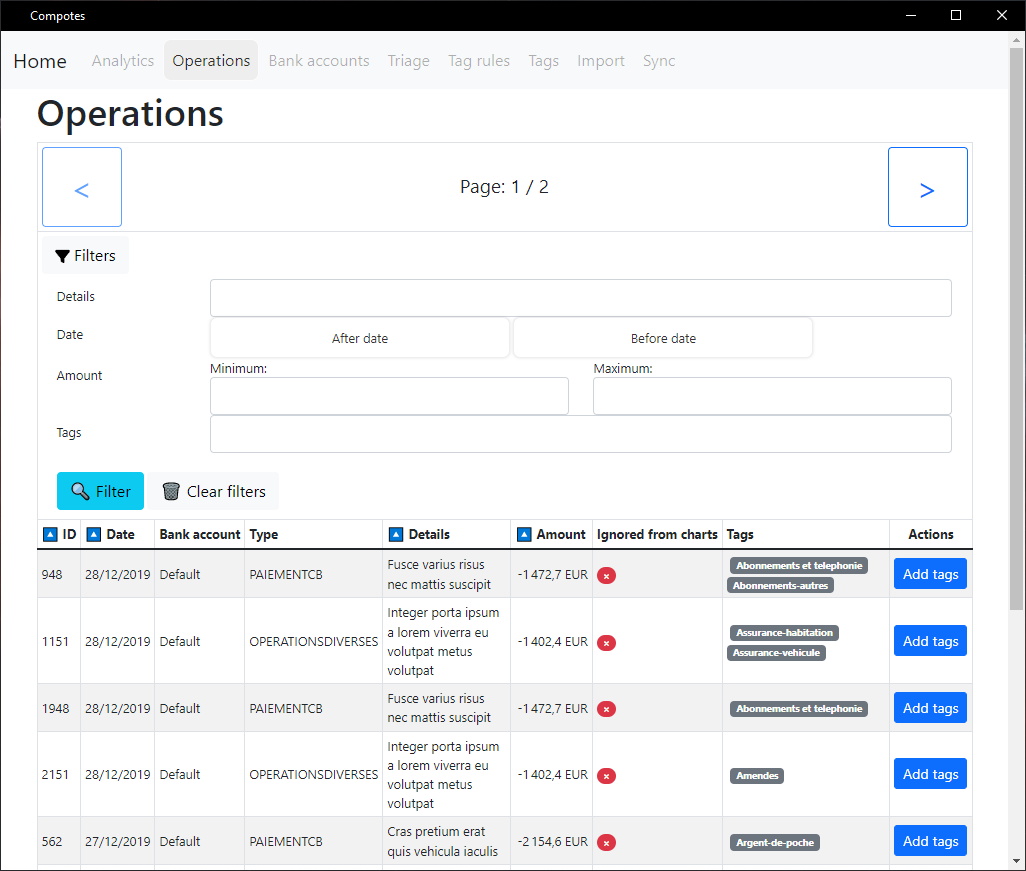 Compotes
Home Analytics Operations Bank accounts Triage Tag rules Tags Import Sync
Operations
< Page: 1 / 2 >
Filters
Details
Date After date Before date
Amount Minimum: Maximum:
Tags
Filter Clear filters
ID Date Bank account Type Details Amount Ignored from charts Tags Actions
948 28/12/2019 Default PAIEMENTCB Fusce varius risus -1 472,7 EUR Abonnements et telephonie Add tags
nec mattis suscipit Abonnements-autres
1151 28/12/2019 Default OPERATIONSDIVERSES Integer porta ipsum -1 402,4 EUR Assurance-habitation Add tags
a lorem viverra eu Assurance-vehicule
volutpat metus
volutpat
1948 28/12/2019 Default PAIEMENTCB Fusce varius risus -1 472,7 EUR Abonnements et telephonie Add tags
nec mattis suscipit
2151 28/12/2019 Default OPERATIONSDIVERSES Integer porta ipsum -1 402,4 EUR Amendes Add tags
a lorem viverra eu
volutpat metus
volutpat
562 27/12/2019 Default PAIEMENTCB Cras pretium erat -2 154,6 EUR Argent-de-poche Add tags
quis vehicula iaculis